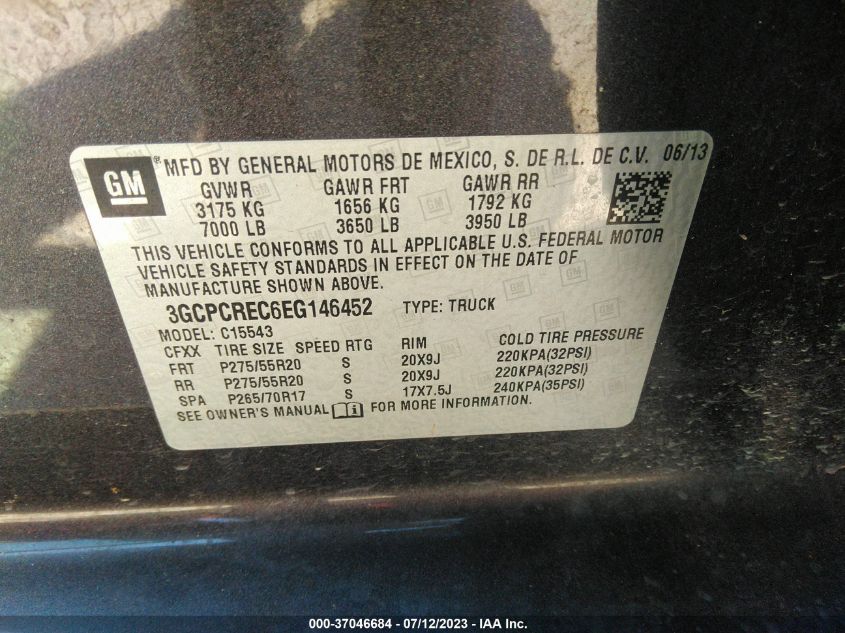 GM ® MFD BY GENERAL MOTORS DE MEXICO, S. DE R.L. DE C.V. 06/13
GVWR GAWR FRT GAWR RR
3175 KG 1656 KG 1792 KG
7000 LB 3650 LB 3950 LB
THIS VEHICLE CONFORMS TO ALL APPLICABLE U.S. FEDERAL MOTOR
VEHICLE SAFETY STANDARDS IN EFFECT ON THE DATE OF
MANUFACTURE SHOWN ABOVE.
3GCPCREC6EG146452 TYPE: TRUCK
MODEL: C15543
CFXX TIRE SIZE SPEED RTG RIM COLD TIRE PRESSURE
FRT P275/55R20 S 20X9J 220KPA(32PSI)
RR P275/55R20 S 20X9J 220KPA(32PSI)
SPA P265/70R17 S 17X7.5J 240KPA(35PSI)
SEE OWNER'S MANUAL i FOR MORE INFORMATION.
000-37046684 - 07/12/2023 - IAA Inc.